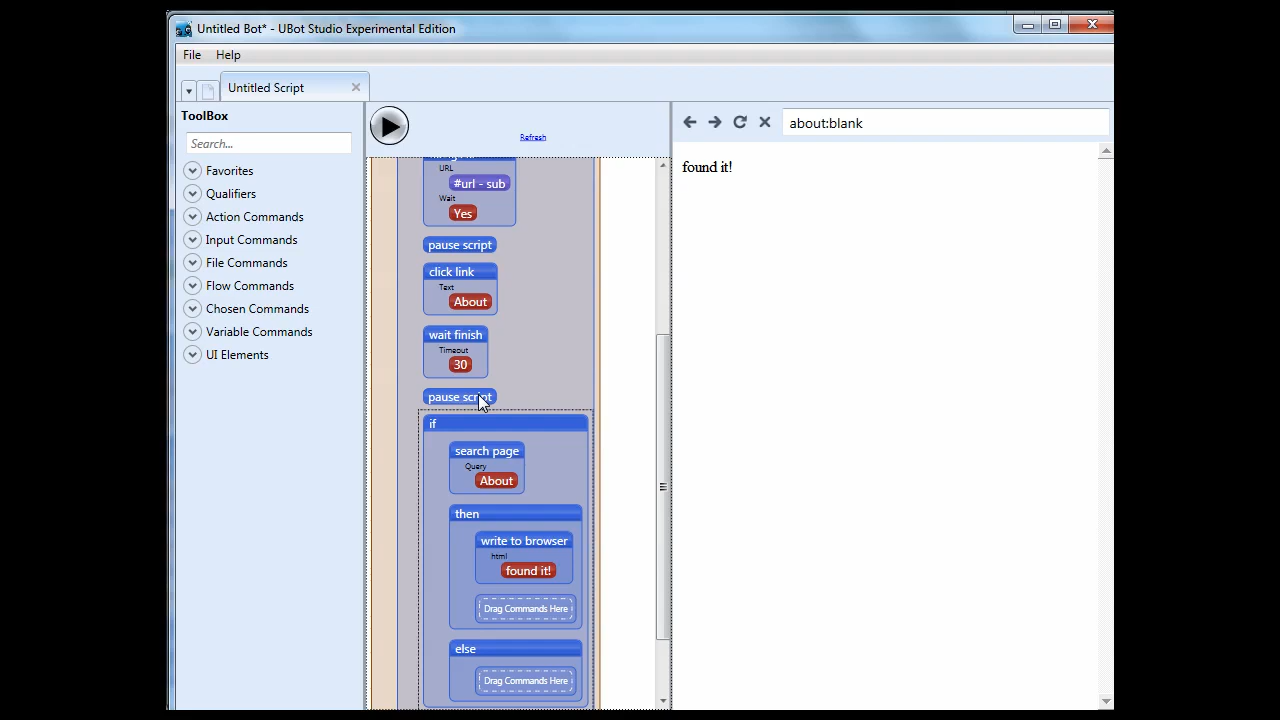 Untitled Bot* - UBot Studio Experimental Edition
File Help
Untitled Script
ToolBox
Search...
Favorites
Qualifiers
Action Commands
Input Commands
File Commands
Flow Commands
Chosen Commands
Variable Commands
UI Elements
Refresh
URL
#url - sub
Wait
Yes
pause script
click link
Text
About
wait finish
Timeout
30
pause script
if
search page
Query
About
then
write to browser
html
found it!
Drag Commands Here
else
Drag Commands Here
about:blank
found it!